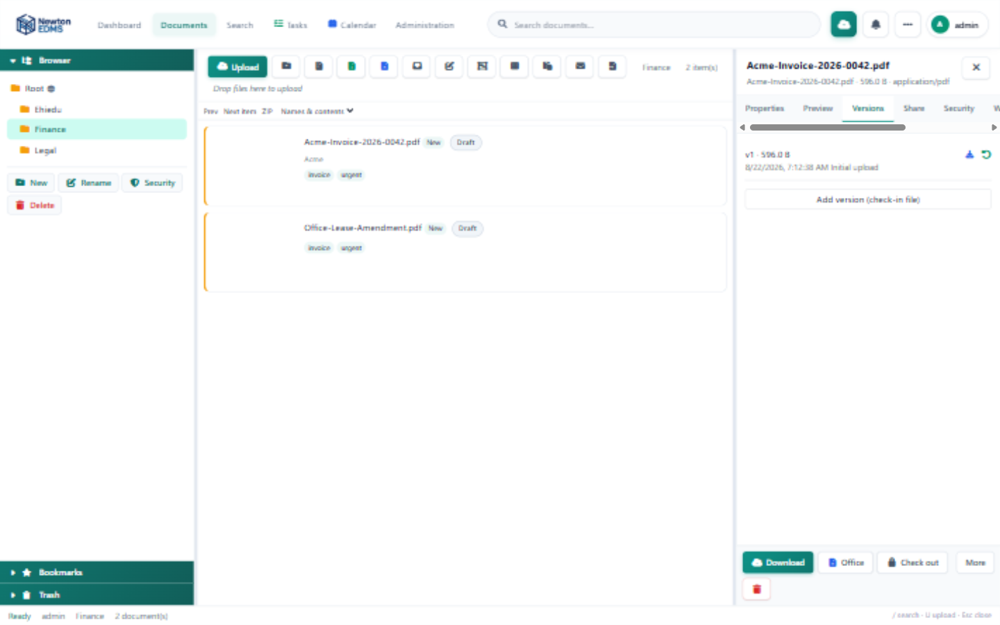 Newton
EDMS
Dashboard Documents Search Tasks Calendar Administration Search documents... A admin
Browser
Root
Ehiedu
Finance
Legal
New Rename Security
Delete
Bookmarks
Trash
Upload Finance 2 item(s)
Drop files here to upload
Prev Next item ZIP Names & contents
Acme-Invoice-2026-0042.pdf New Draft
Acme
invoice urgent
Office-Lease-Amendment.pdf New Draft
invoice urgent
Acme-Invoice-2026-0042.pdf
Acme-Invoice-2026-0042.pdf · 596.0 B · application/pdf
Properties Preview Versions Share Security W
v1 · 596.0 B
8/22/2026, 7:12:38 AM Initial upload
Add version (check-in file)
Download Office Check out More
Ready admin Finance 2 document(s) / search · U upload · Esc close